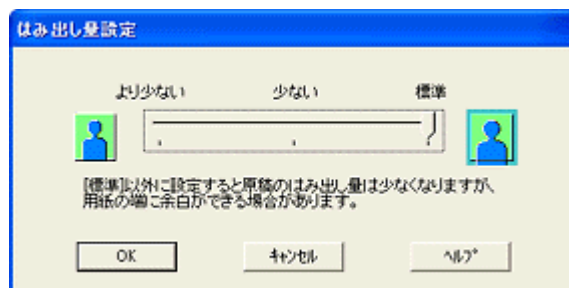 はみ出し量設定
より少ない 少ない 標準
[標準]以外に設定すると原稿のはみ出し量は少なくなりますが、
用紙の端に余白ができる場合があります。
OK キャンセル ヘルプ